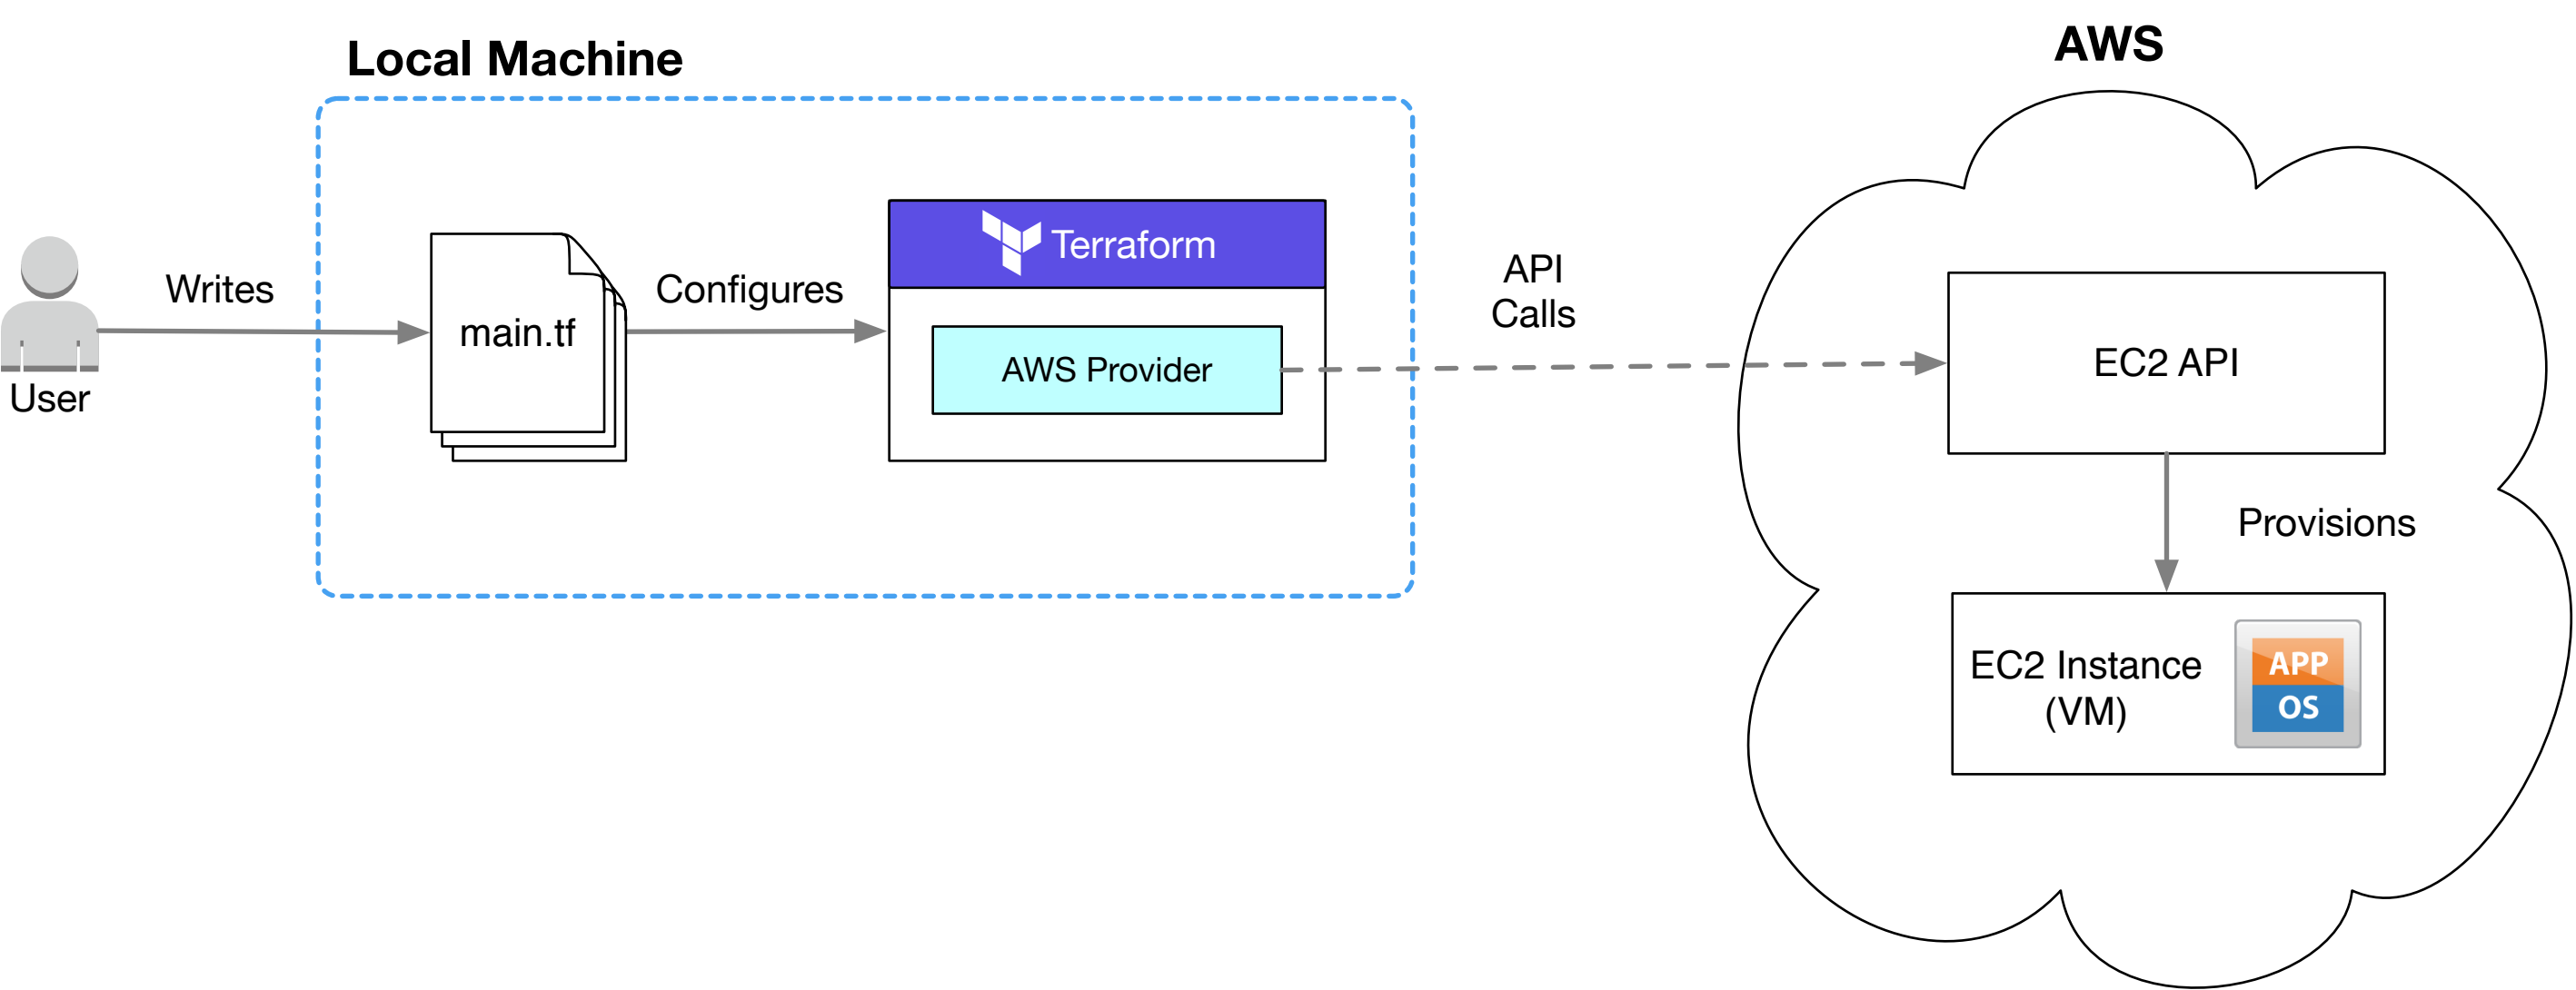 Local Machine
AWS
User
Writes
main.tf
Configures
Terraform
AWS Provider
API
Calls
EC2 API
Provisions
EC2 Instance
(VM)
APP
OS